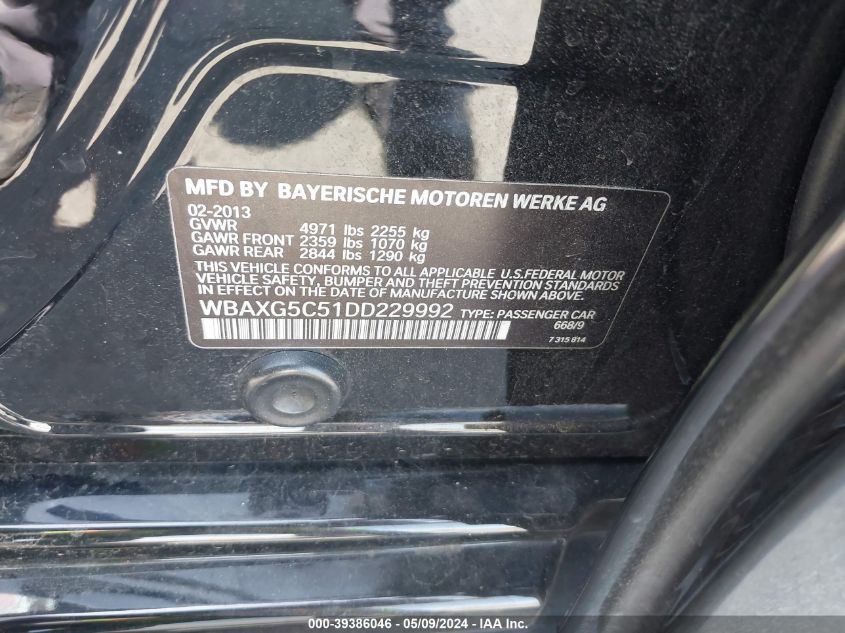 MFD BY BAYERISCHE MOTOREN WERKE AG
02-2013
GVWR 4971 lbs 2255 kg
GAWR FRONT 2359 lbs 1070 kg
GAWR REAR 2844 lbs 1290 kg
THIS VEHICLE CONFORMS TO ALL APPLICABLE U.S.FEDERAL MOTOR
VEHICLE SAFETY, BUMPER AND THEFT PREVENTION STANDARDS
IN EFFECT ON THE DATE OF MANUFACTURE SHOWN ABOVE.
WBAXG5C51DD229992 TYPE: PASSENGER CAR
668/9
7 315 814
000-39386046 - 05/09/2024 - IAAI.COM